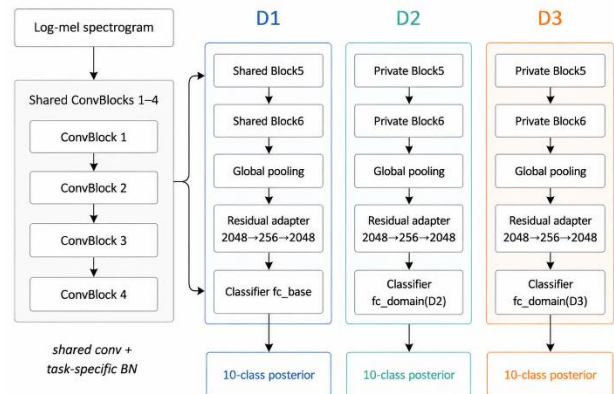 Log-mel spectrogram
Shared ConvBlocks 1–4
ConvBlock 1
ConvBlock 2
ConvBlock 3
ConvBlock 4
shared conv +
task-specific BN
D1
Shared Block5
Shared Block6
Global pooling
Residual adapter
2048→256→2048
Classifier fc_base
10-class posterior
D2
Private Block5
Private Block6
Global pooling
Residual adapter
2048→256→2048
Classifier
fc_domain(D2)
10-class posterior
D3
Private Block5
Private Block6
Global pooling
Residual adapter
2048→256→2048
Classifier
fc_domain(D3)
10-class posterior